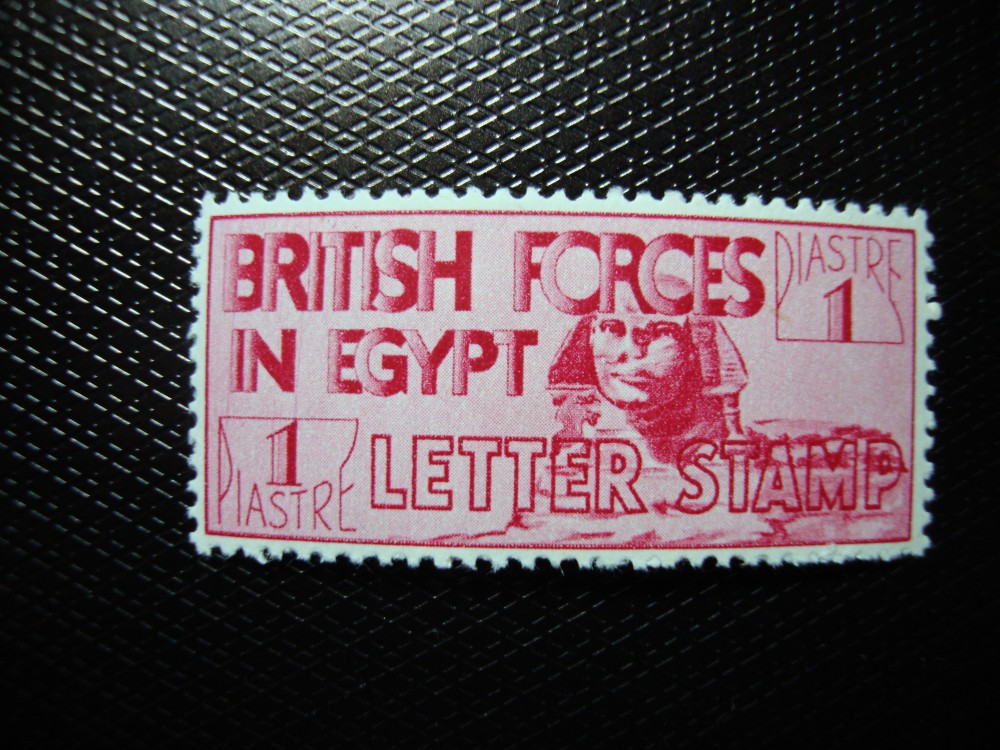 BRITISH FORCES
PIASTRE
1
IN EGYPT
1
PIASTRE
LETTER STAMP